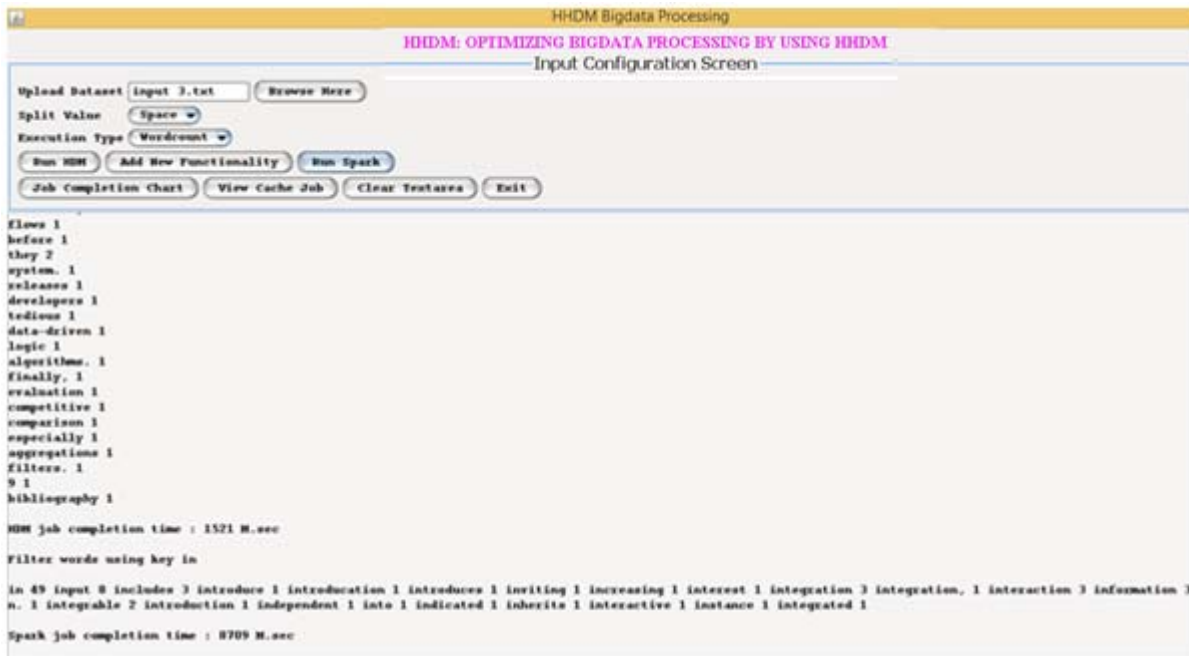 HHDM Bigdata Processing
HHDM: OPTIMIZING BIGDATA PROCESSING BY USING HHDM
Input Configuration Screen
Upload Dataset input 3.txt Browse Here
Split Value Space
Execution Type Wordcount
Run HDM Add New Functionality Run Spark
Job Completion Chart View Cache Job Clear Textarea Exit
flows 1
before 1
they 2
system. 1
releases 1
developers 1
tedious 1
data-driven 1
logic 1
algorithms. 1
finally, 1
evaluation 1
competitive 1
comparison 1
especially 1
aggregations 1
filters. 1
9 1
bibliography 1
HDM job completion time : 1521 M.sec
Filter words using key in
in 49 input 8 includes 3 introduce 1 introducation 1 introduces 1 inviting 1 increasing 1 interest 1 integration 3 integration, 1 interaction 3 information 3
n. 1 integrable 2 introduction 1 independent 1 into 1 indicated 1 inherits 1 interactive 1 instance 1 integrated 1
Spark job completion time : 8709 M.sec